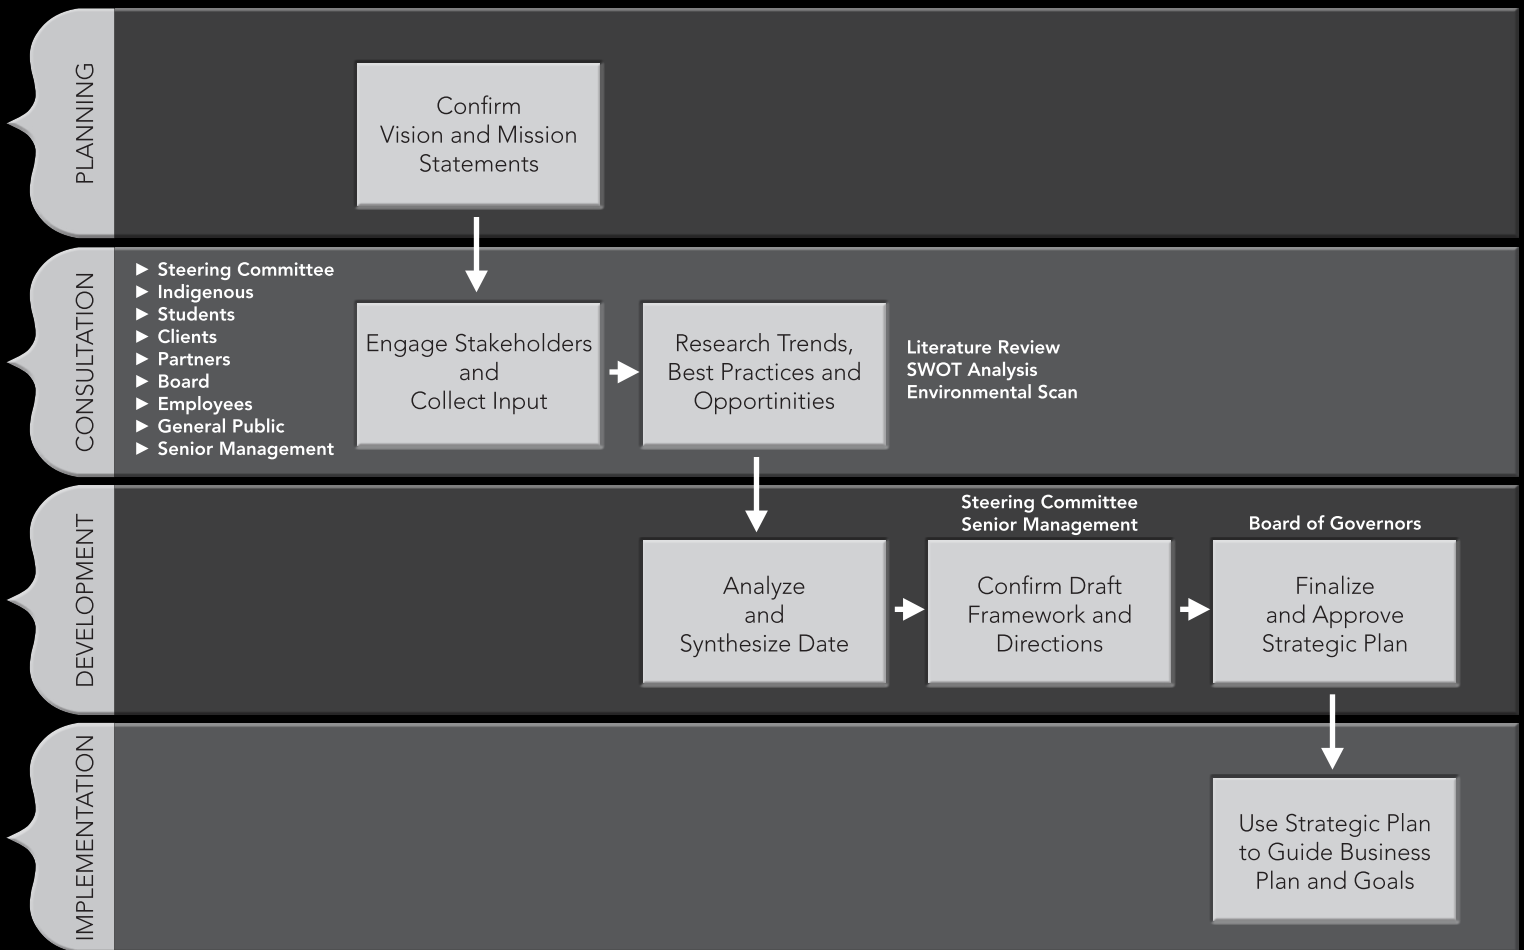 PLANNING
Confirm
Vision and Mission
Statements
CONSULTATION
► Steering Committee
► Indigenous
► Students
► Clients
► Partners
► Board
► Employees
► General Public
► Senior Management
Engage Stakeholders
and
Collect Input
Research Trends,
Best Practices and
Opportinities
Literature Review
SWOT Analysis
Environmental Scan
DEVELOPMENT
Analyze
and
Synthesize Date
Steering Committee
Senior Management
Confirm Draft
Framework and
Directions
Board of Governors
Finalize
and Approve
Strategic Plan
IMPLEMENTATION
Use Strategic Plan
to Guide Business
Plan and Goals